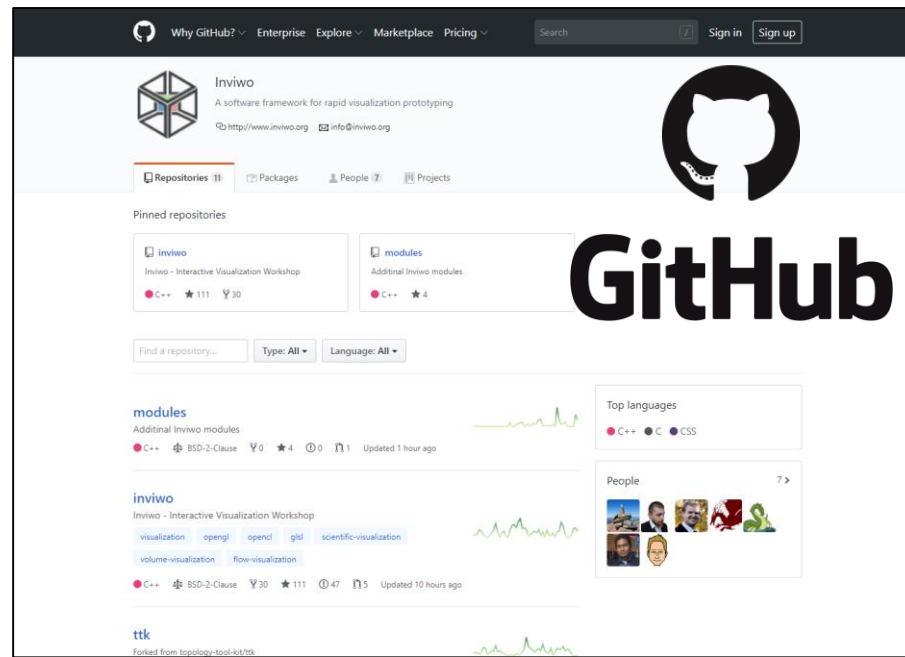 Why GitHub? Enterprise Explore Marketplace Pricing Search / Sign in Sign up
Inviwo
A software framework for rapid visualization prototyping
http://www.inviwo.org info@inviwo.org
Repositories 11 Packages People 7 Projects
GitHub
Pinned repositories
inviwo
Inviwo - Interactive Visualization Workshop
C++ 111 30
modules
Additinal Inviwo modules
C++ 4
Find a repository... Type: All Language: All
modules
Additinal Inviwo modules
C++ BSD-2-Clause 0 4 0 1 Updated 1 hour ago
inviwo
Inviwo - Interactive Visualization Workshop
visualization opengl opencl glsl scientific-visualization
volume-visualization flow-visualization
C++ BSD-2-Clause 30 111 47 5 Updated 10 hours ago
ttk
Forked from topology-tool-kit/ttk
Top languages
C++ C CSS
People 7